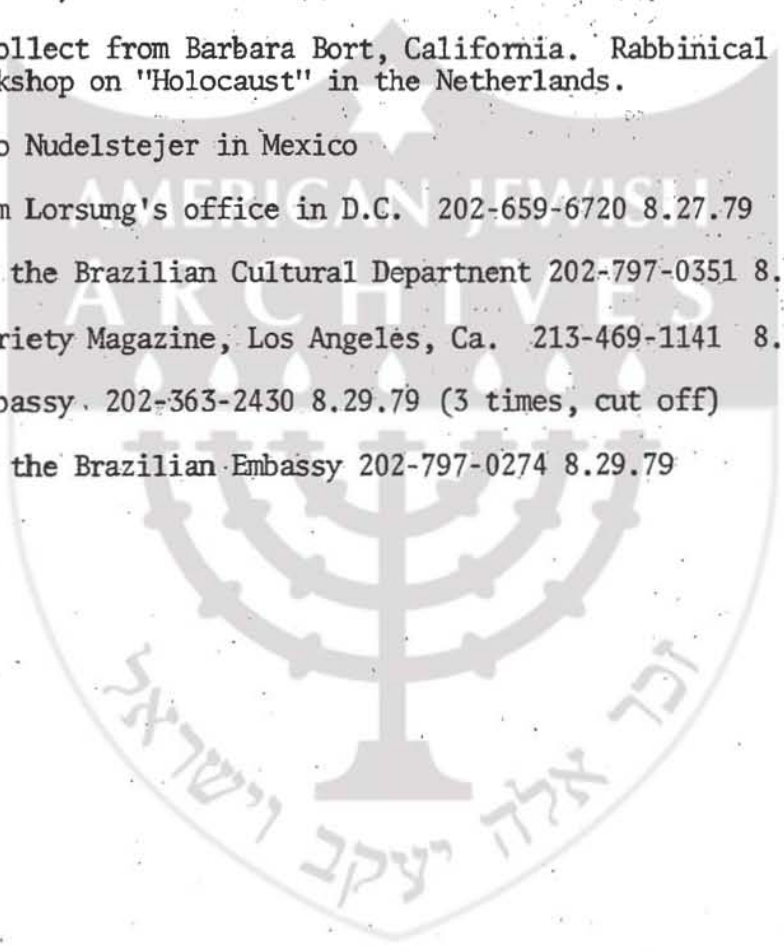 ollect from Barbara Bort, California. Rabbinical
kshop on "Holocaust" in the Netherlands.
o Nudelstejer in Mexico
m Lorsung's office in D.C. 202-659-6720 8.27.79
the Brazilian Cultural Departnent 202-797-0351 8.
riety Magazine, Los Angeles, Ca. 213-469-1141 8.
bassy. 202-363-2430 8.29.79 (3 times, cut off)
the Brazilian Embassy 202-797-0274 8.29.79
AMERICAN JEWISH
ARCHIVES
זכר אלה יעקב וישראל